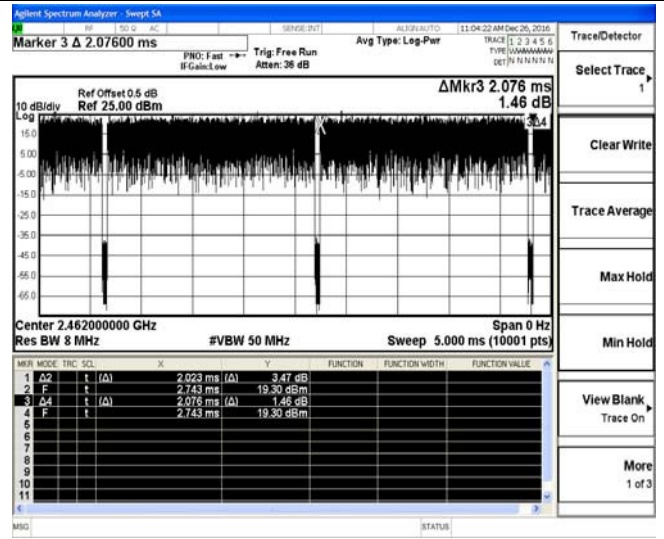 Agilent Spectrum Analyzer - Swept SA
RF 50 Ω AC SENSE:INT ALIGNAUTO 11:04:22 AM Dec 26, 2016
Marker 3 Δ 2.07600 ms
PNO: Fast
IFGain:Low
Trig: Free Run
Atten: 36 dB
Avg Type: Log-Pwr
TRACE 1 2 3 4 5 6
TYPE
DET N N N N N N
Trace/Detector
Select Trace
1
Clear Write
Trace Average
Max Hold
Min Hold
View Blank
Trace On
More
1 of 3
ΔMkr3 2.076 ms
1.46 dB
Ref Offset 0.5 dB
Ref 25.00 dBm
10 dB/div
Log
15.0
5.00
-5.00
-15.0
-25.0
-35.0
-45.0
-55.0
-65.0
3Δ4
Center 2.462000000 GHz Span 0 Hz
Res BW 8 MHz #VBW 50 MHz Sweep 5.000 ms (10001 pts)
MKR MODE TRC SCL X Y FUNCTION FUNCTION WIDTH FUNCTION VALUE
1 Δ2 t (Δ) 2.023 ms (Δ) 3.47 dB
2 F t 2.743 ms 19.30 dBm
3 Δ4 t (Δ) 2.076 ms (Δ) 1.46 dB
4 F t 2.743 ms 19.30 dBm
5
6
7
8
9
10
11
MSG STATUS